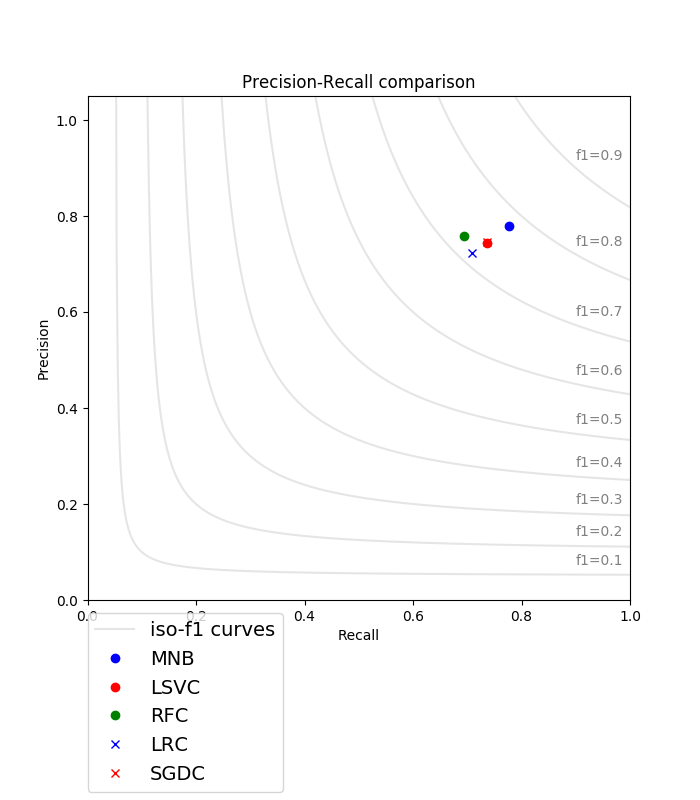 Precision-Recall comparison
1.0
0.8
0.6
0.4
0.2
0.0
Precision
f1=0.9
f1=0.8
f1=0.7
f1=0.6
f1=0.5
f1=0.4
f1=0.3
f1=0.2
f1=0.1
0.0 0.2 0.4 0.6 0.8 1.0
Recall
iso-f1 curves
MNB
LSVC
RFC
LRC
SGDC